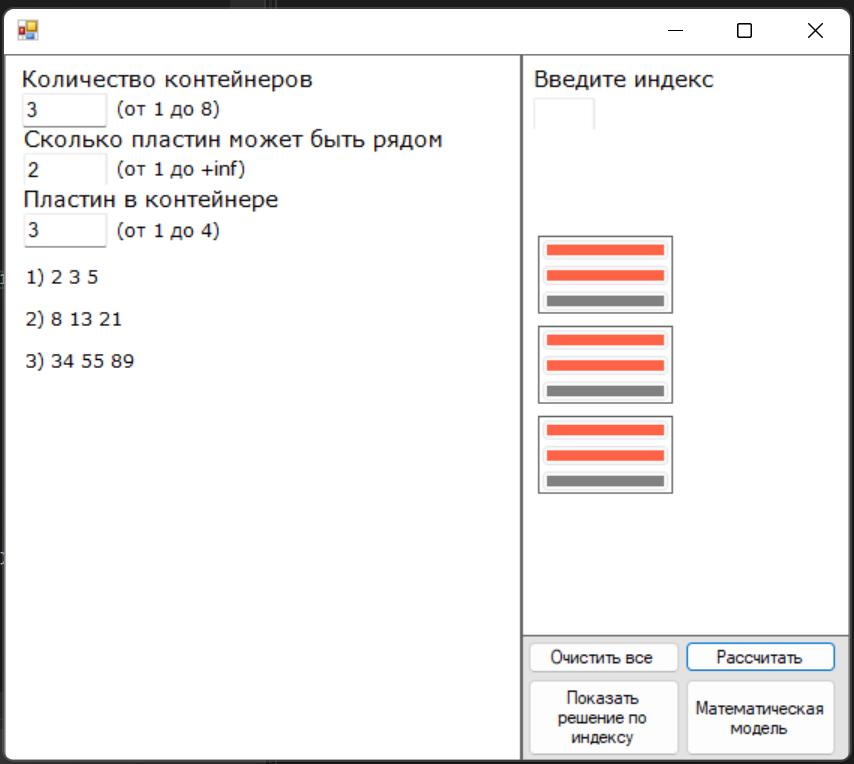 Количество контейнеров
3 (от 1 до 8)
Сколько пластин может быть рядом
2 (от 1 до +inf)
Пластин в контейнере
3 (от 1 до 4)
1) 2 3 5
2) 8 13 21
3) 34 55 89
Введите индекс
Очистить все
Рассчитать
Показать
решение по
индексу
Математическая
модель